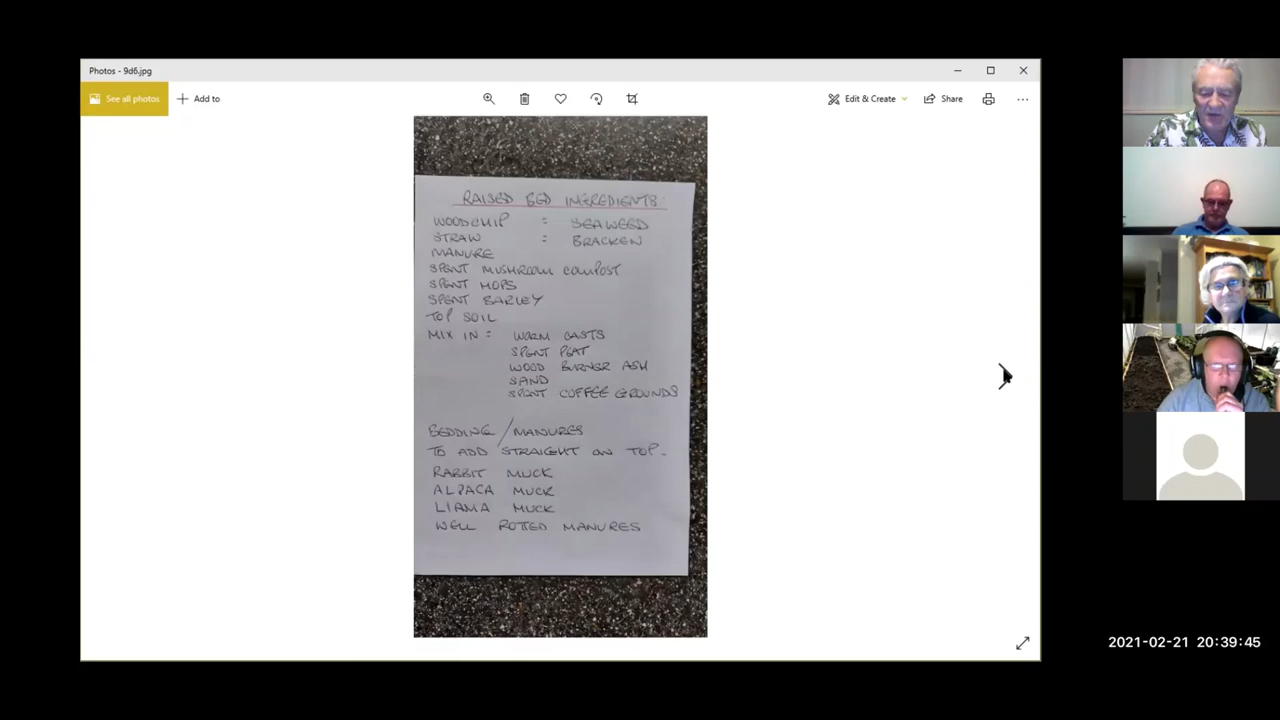 Photos - 9d6.jpg
See all photos
Add to
Edit & Create
Share
RAISED BED INGREDIENTS:
WOODCHIP : SEAWEED
STRAW : BRACKEN
MANURE
SPENT MUSHROOM COMPOST
SPENT HOPS
SPENT BARLEY
TOP SOIL
MIX IN : WORM CASTS
SPENT PEAT
WOOD BURNER ASH
SAND
SPENT COFFEE GROUNDS
BEDDING / MANURES
TO ADD STRAIGHT ON TOP -
RABBIT MUCK
ALPACA MUCK
LLAMA MUCK
WELL ROTTED MANURES
2021-02-21 20:39:45